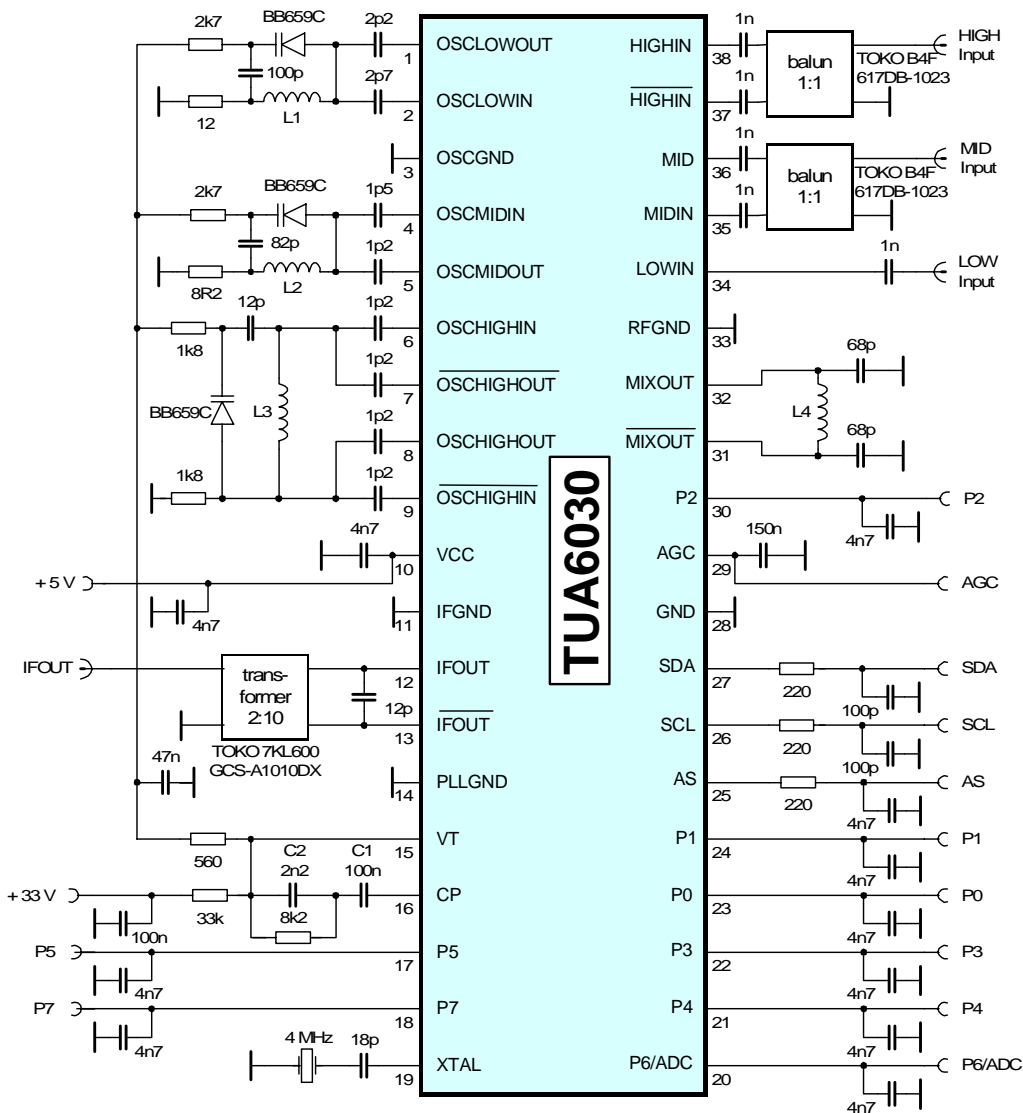 2k7
BB659C
2p2
1
OSCLOWOUT
100p
2p7
12
L1
2
OSCLOWIN
3
OSCGND
2k7
BB659C
1p5
4
OSCMIDIN
82p
1p2
8R2
L2
5
OSCMIDOUT
12p
1p2
1k8
6
OSCHIGHIN
1p2
7
OSCHIGHOUT
BB659C
L3
1p2
8
OSCHIGHOUT
1k8
1p2
9
OSCHIGHIN
4n7
10
VCC
+ 5 V
4n7
11
IFGND
IFOUT
trans-
former
2:10
12
IFOUT
12p
13
IFOUT
TOKO 7KL600
GCS-A1010DX
47n
14
PLLGND
560
15
VT
C2
2n2
C1
100n
+ 33 V
33k
8k2
16
CP
100n
P5
17
P5
4n7
P7
18
P7
4n7
4 MHz
18p
19
XTAL
TUA6030
HIGHIN
38
1n
balun
1:1
TOKO B4F
617DB-1023
HIGH
Input
HIGHIN
37
1n
MID
36
1n
balun
1:1
TOKO B4F
617DB-1023
MID
Input
MIDIN
35
1n
LOWIN
34
1n
LOW
Input
RFGND
33
MIXOUT
32
68p
L4
MIXOUT
31
68p
P2
30
4n7
P2
AGC
29
150n
AGC
GND
28
SDA
27
220
100p
SDA
SCL
26
220
100p
SCL
AS
25
220
4n7
AS
P1
24
4n7
P1
P0
23
4n7
P0
P3
22
4n7
P3
P4
21
4n7
P4
P6/ADC
20
4n7
P6/ADC